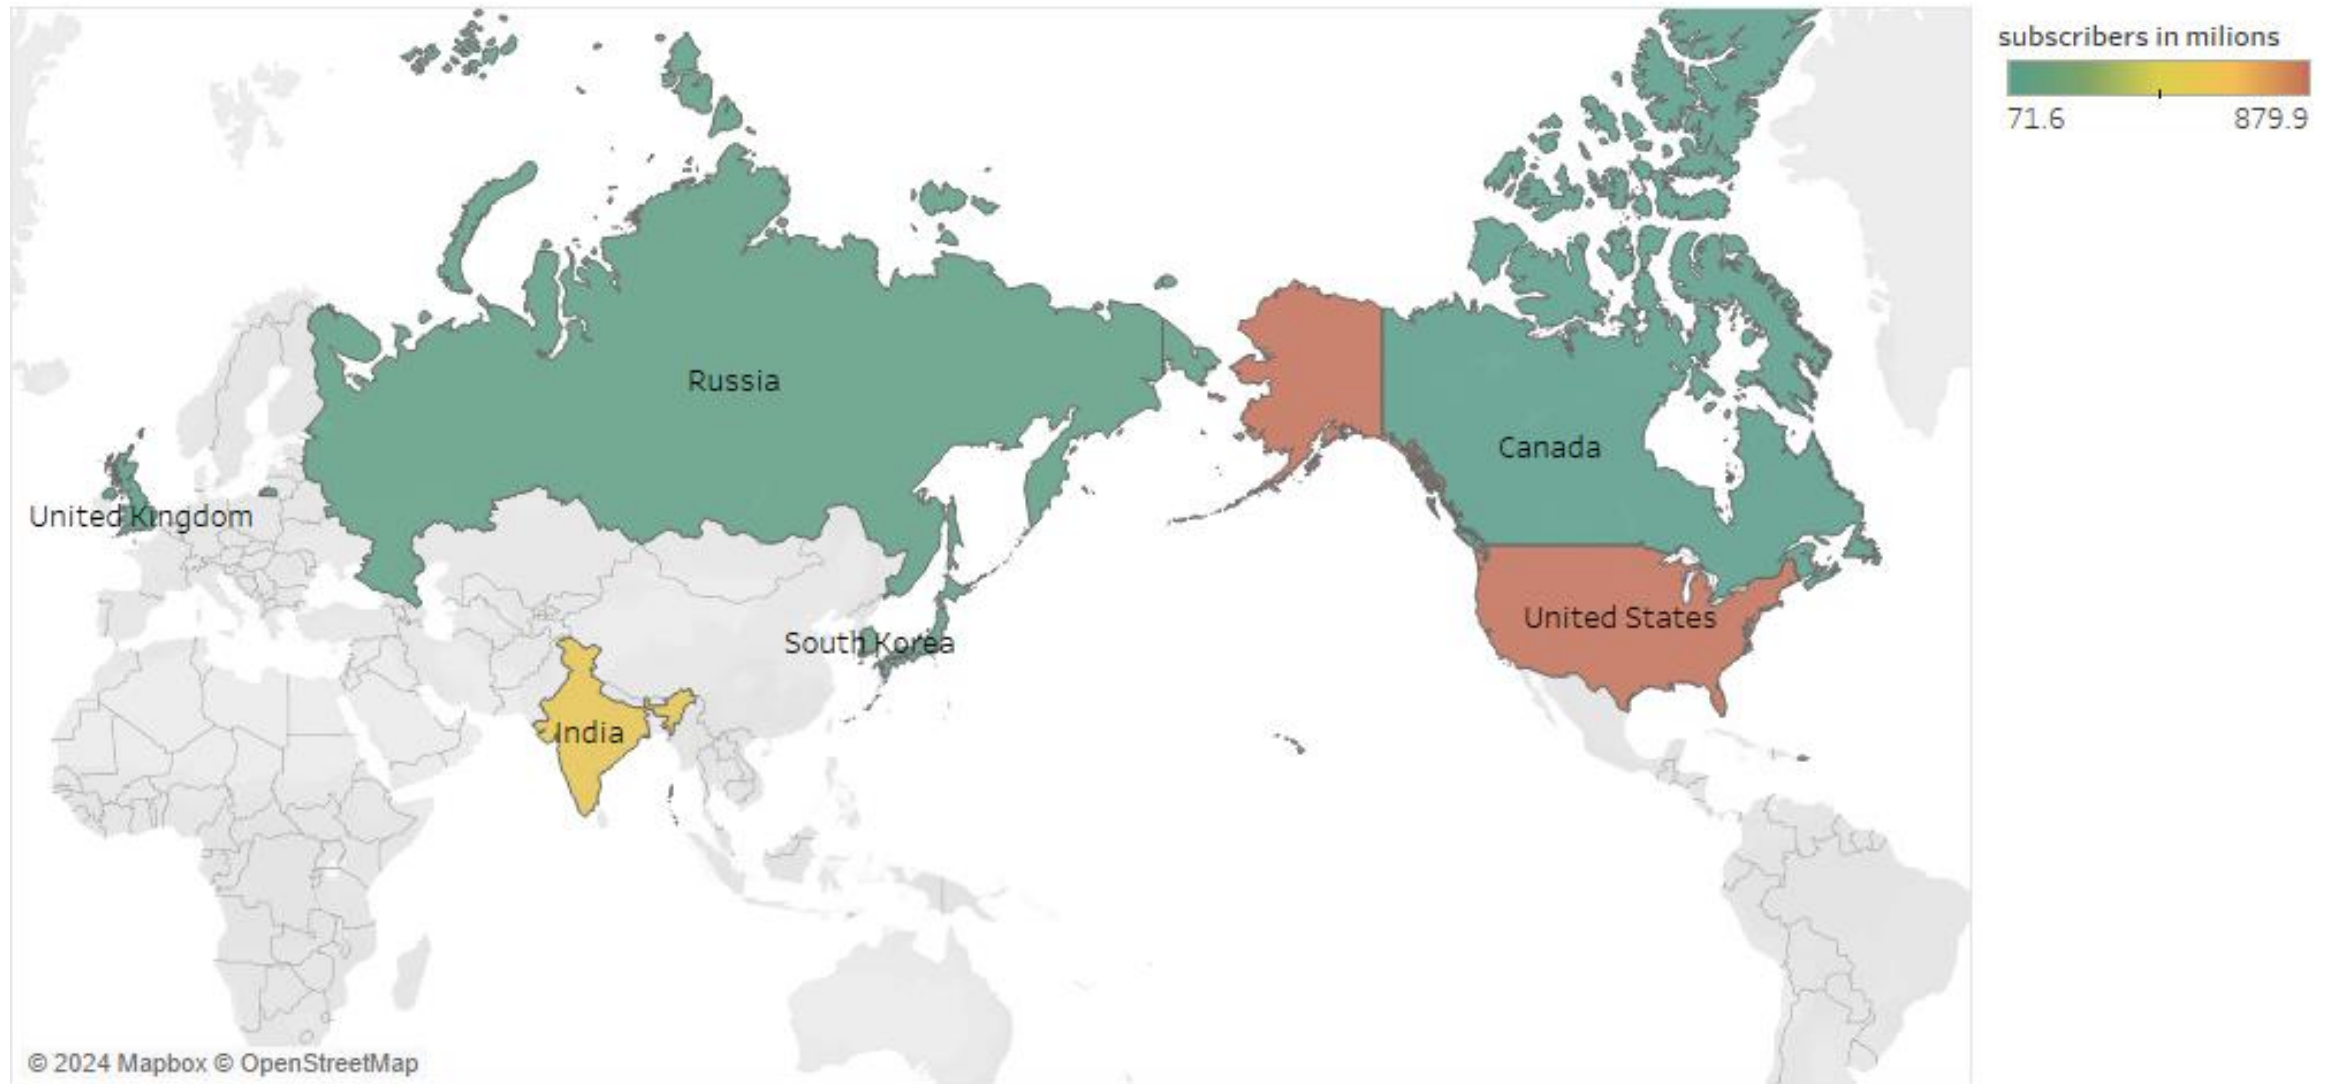 subscribers in milions
71.6 879.9
Russia
Canada
United Kingdom
United States
South Korea
India
© 2024 Mapbox © OpenStreetMap